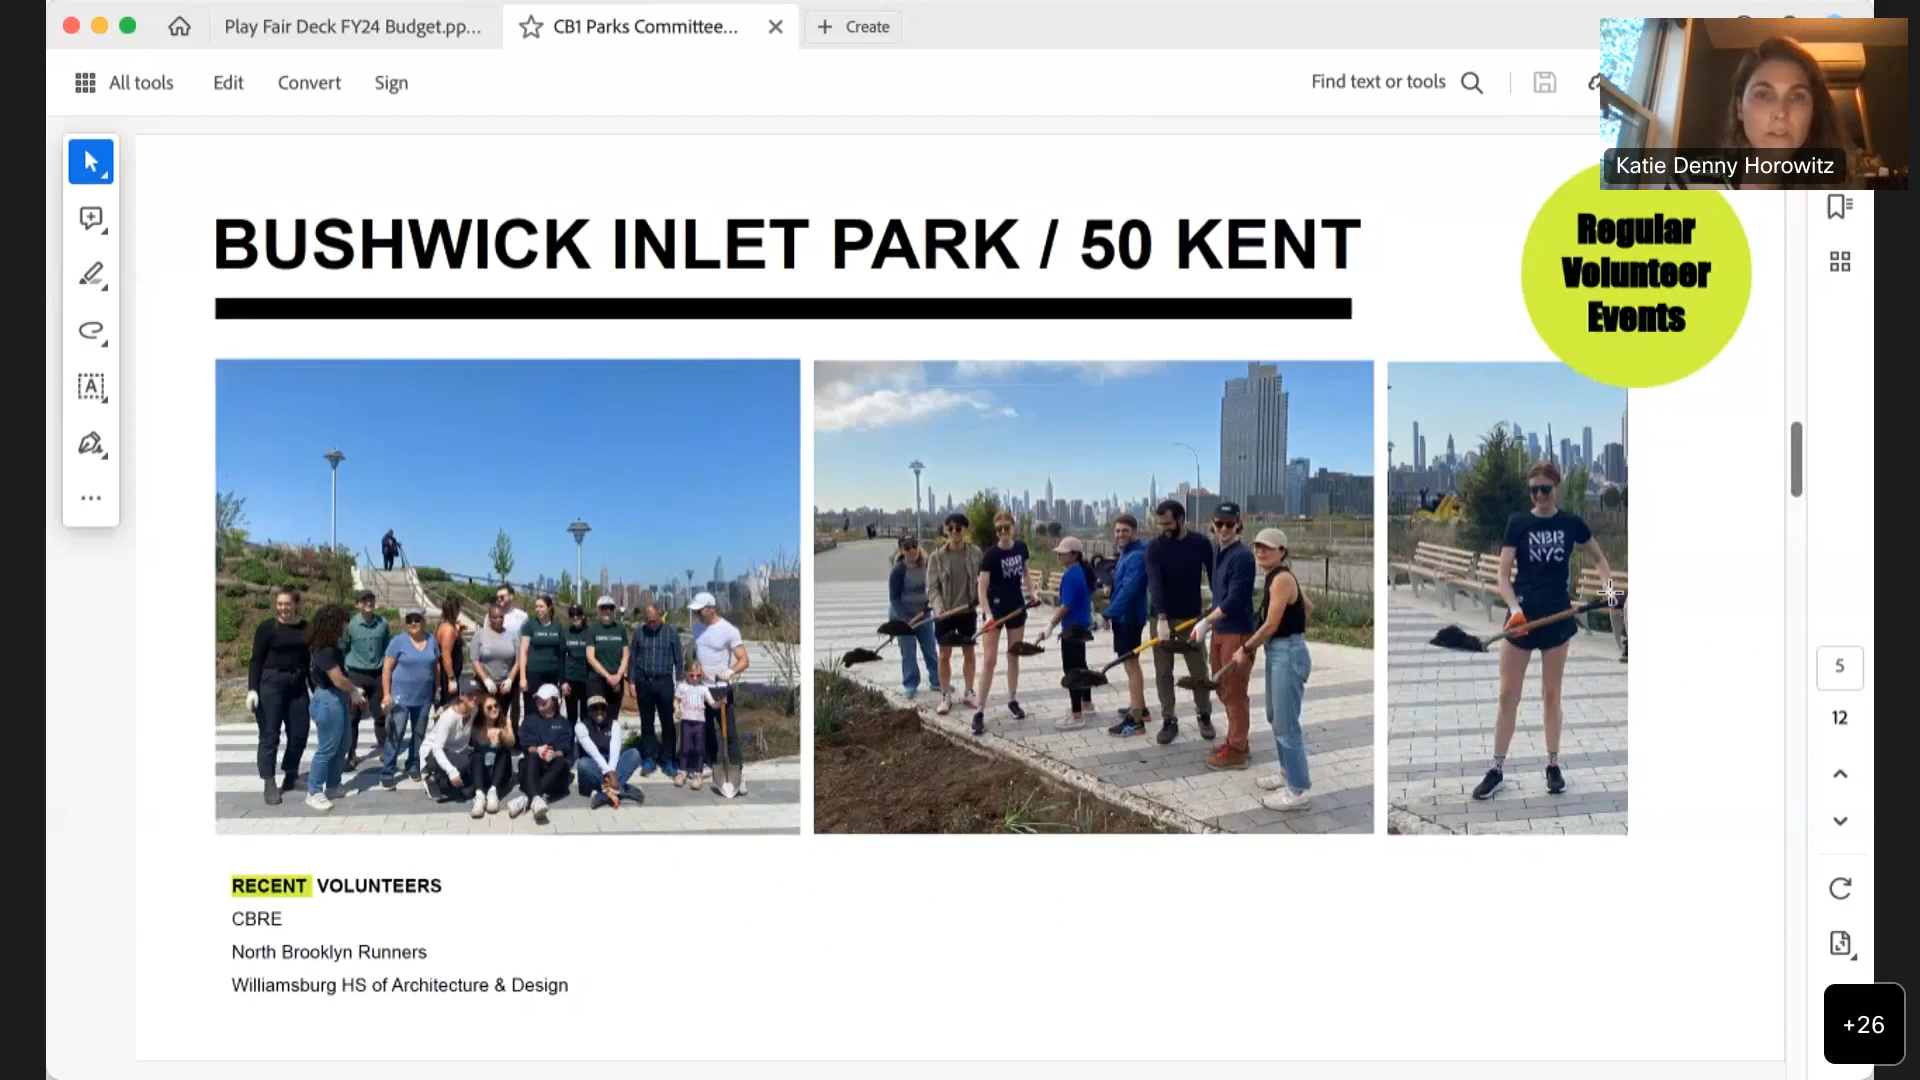 Play Fair Deck FY24 Budget.pp...
CB1 Parks Committee...
Create
All tools
Edit
Convert
Sign
Find text or tools
Katie Denny Horowitz
BUSHWICK INLET PARK / 50 KENT
Regular
Volunteer
Events
NBR
NYC
NBR
NYC
RECENT VOLUNTEERS
CBRE
North Brooklyn Runners
Williamsburg HS of Architecture & Design
5
12
+26